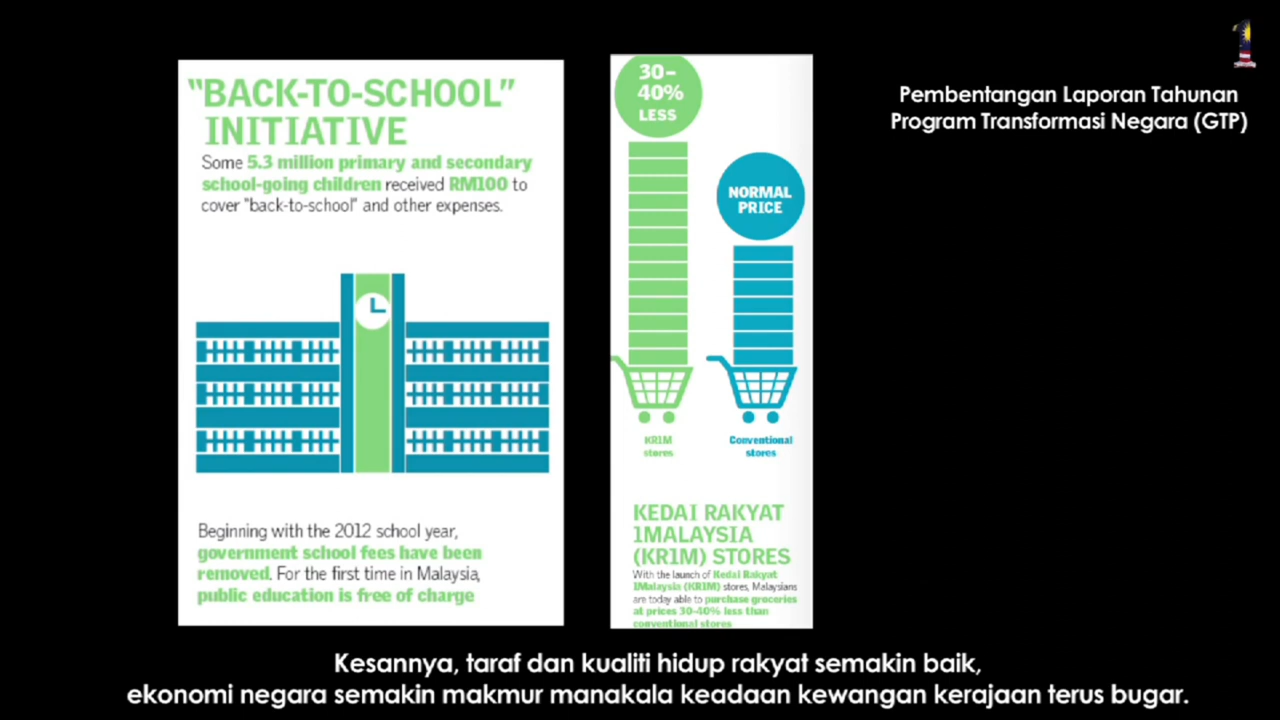 "BACK-TO-SCHOOL"
INITIATIVE
Some 5.3 million primary and secondary
school-going children received RM100 to
cover "back-to-school" and other expenses.
Beginning with the 2012 school year,
government school fees have been
removed. For the first time in Malaysia,
public education is free of charge
30–
40%
LESS
NORMAL
PRICE
KR1M
stores
Conventional
stores
KEDAI RAKYAT
1MALAYSIA
(KR1M) STORES
With the launch of Kedai Rakyat
1Malaysia (KR1M) stores, Malaysians
are today able to purchase groceries
at prices 30-40% less than
conventional stores
1
Pembentangan Laporan Tahunan
Program Transformasi Negara (GTP)
Kesannya, taraf dan kualiti hidup rakyat semakin baik,
ekonomi negara semakin makmur manakala keadaan kewangan kerajaan terus bugar.